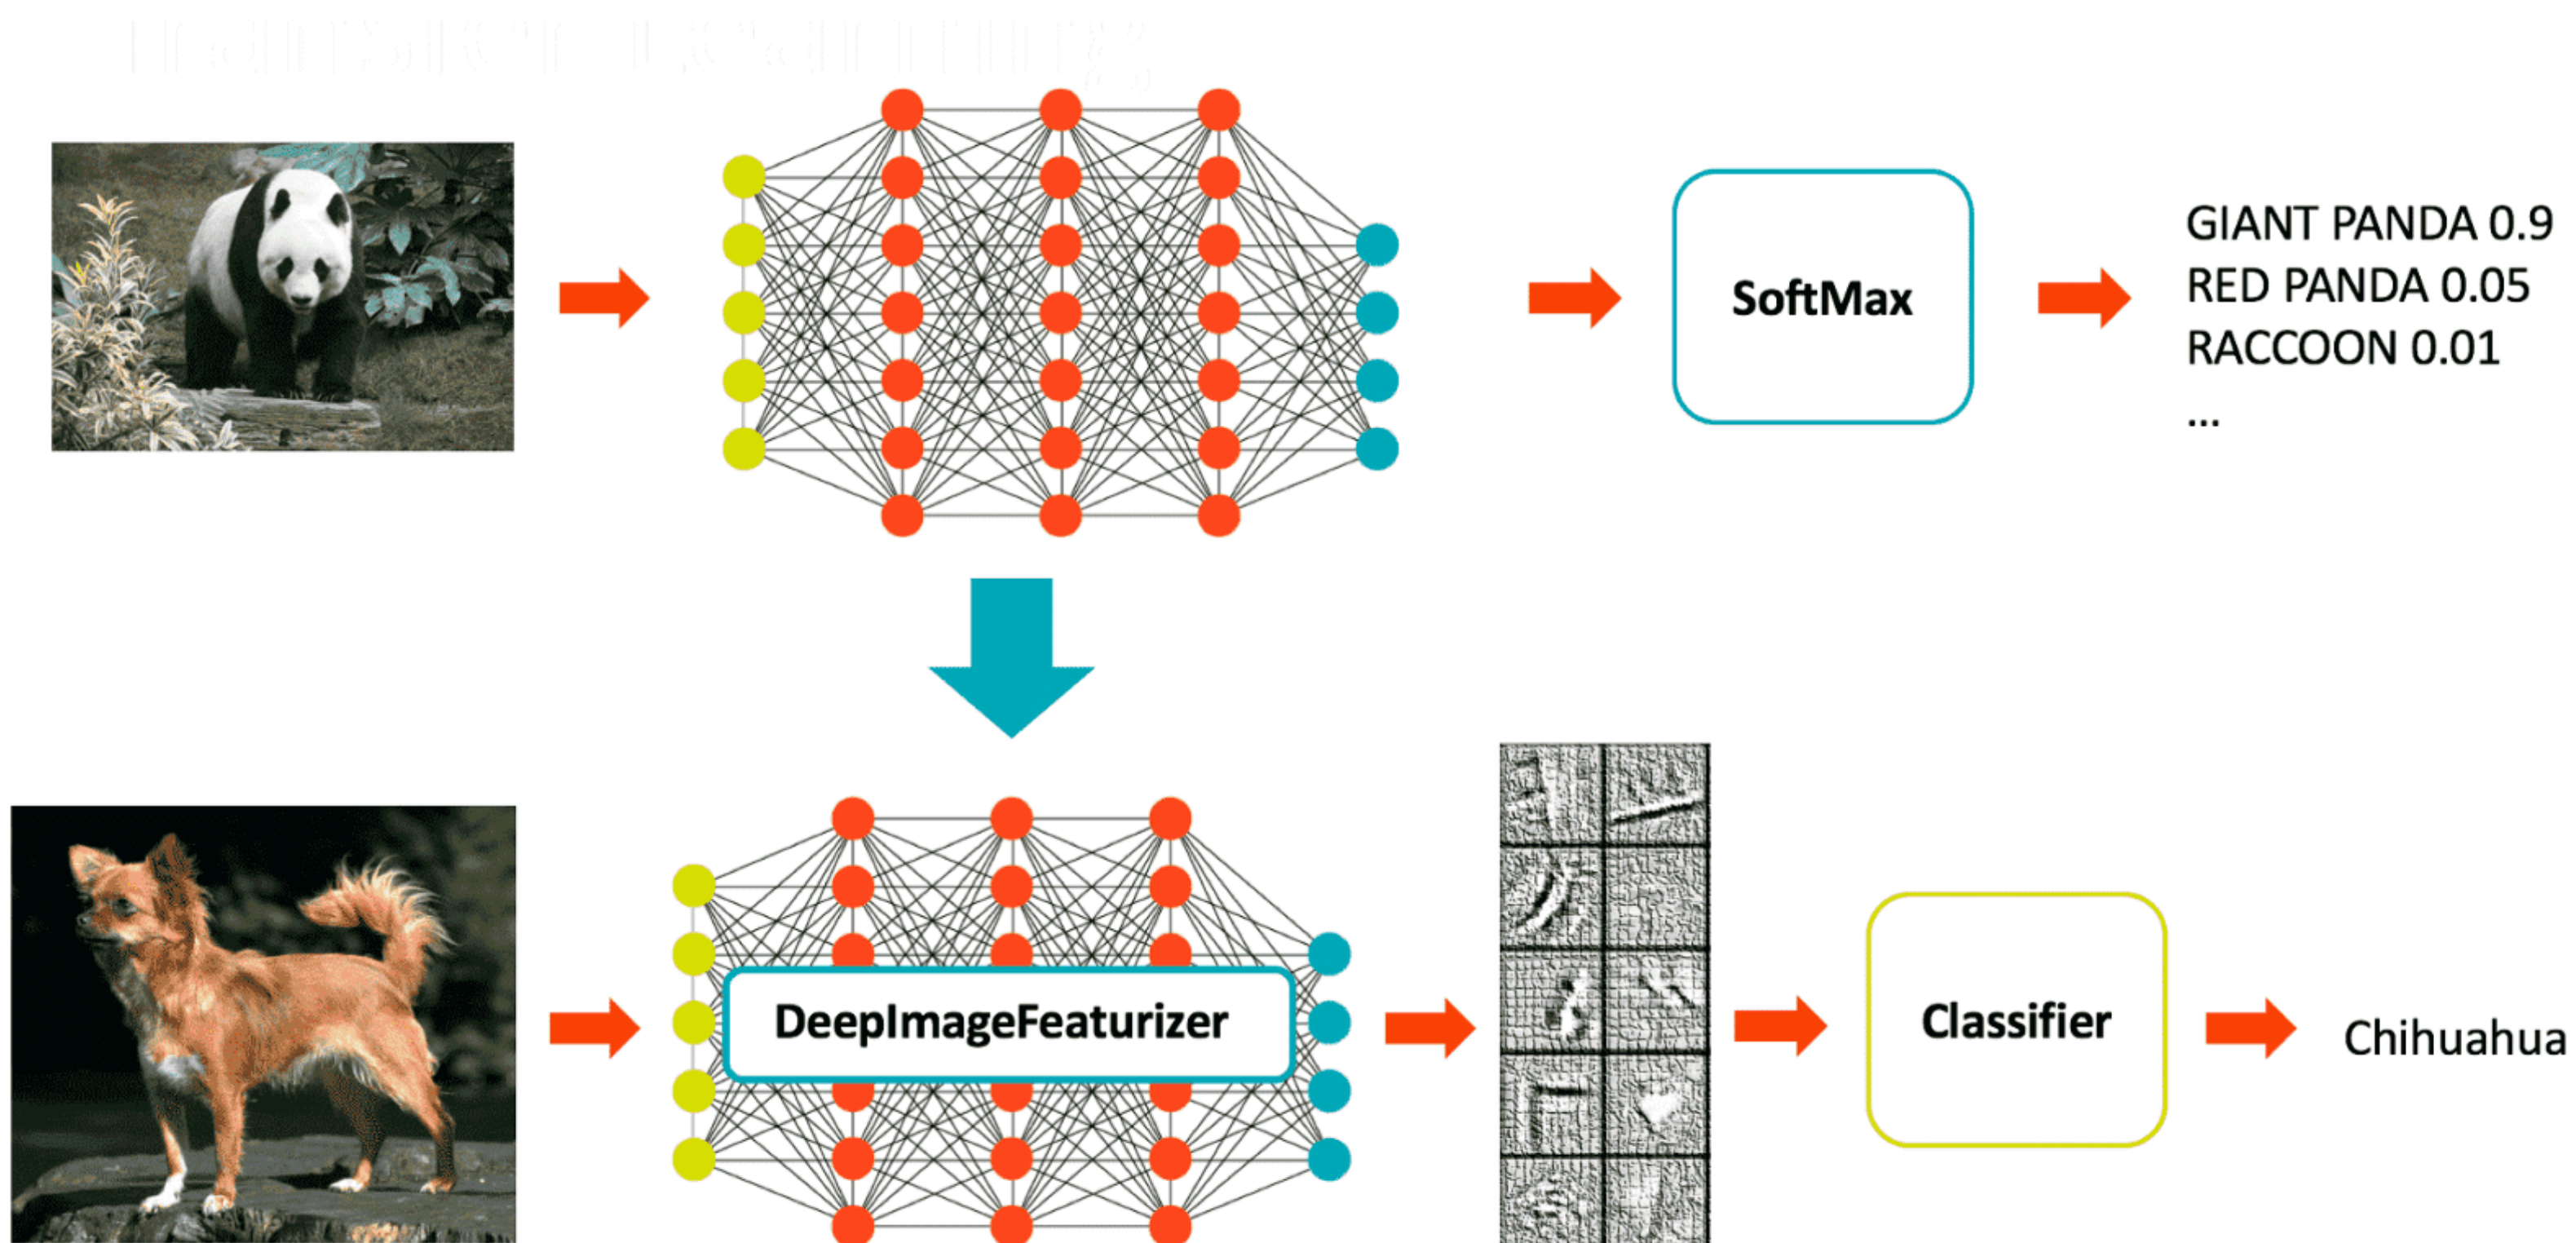 GIANT PANDA 0.9
RED PANDA 0.05
RACCOON 0.01
...
SoftMax
DeepImageFeaturizer
Classifier
Chihuahua